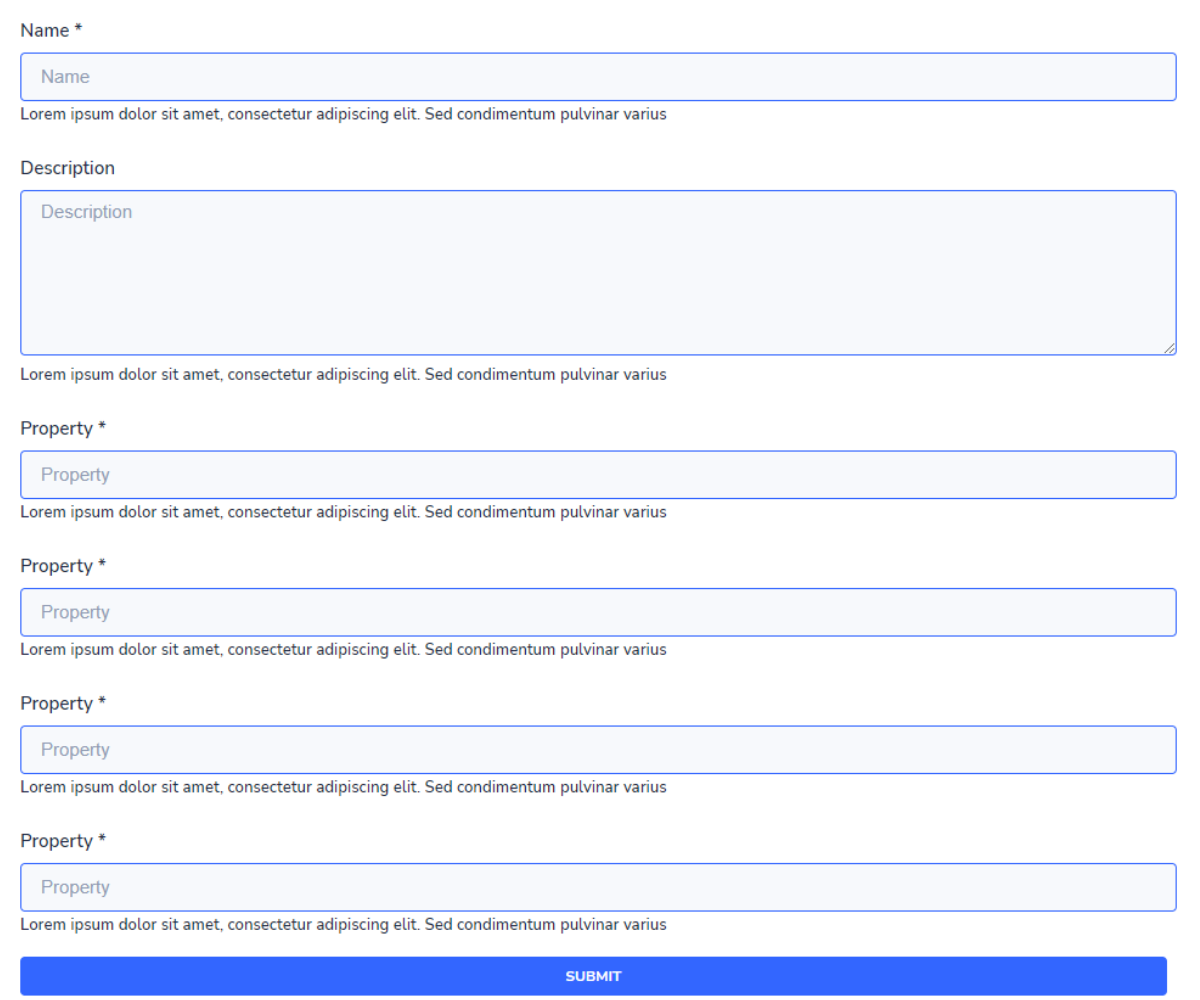 Name *
Name
Lorem ipsum dolor sit amet, consectetur adipiscing elit. Sed condimentum pulvinar varius
Description
Description
Lorem ipsum dolor sit amet, consectetur adipiscing elit. Sed condimentum pulvinar varius
Property *
Property
Lorem ipsum dolor sit amet, consectetur adipiscing elit. Sed condimentum pulvinar varius
Property *
Property
Lorem ipsum dolor sit amet, consectetur adipiscing elit. Sed condimentum pulvinar varius
Property *
Property
Lorem ipsum dolor sit amet, consectetur adipiscing elit. Sed condimentum pulvinar varius
Property *
Property
Lorem ipsum dolor sit amet, consectetur adipiscing elit. Sed condimentum pulvinar varius
SUBMIT